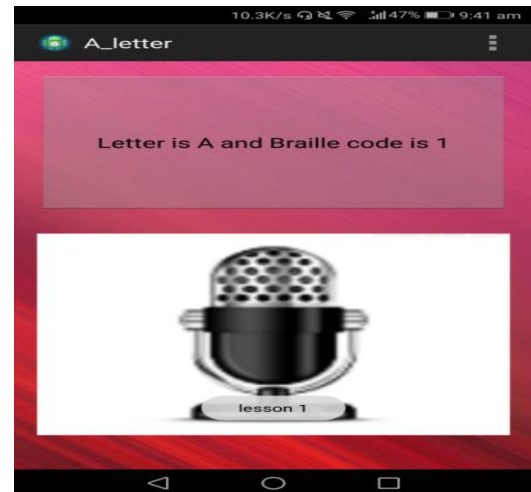 10.3K/s 47% 9:41 am
A_letter
Letter is A and Braille code is 1
lesson 1